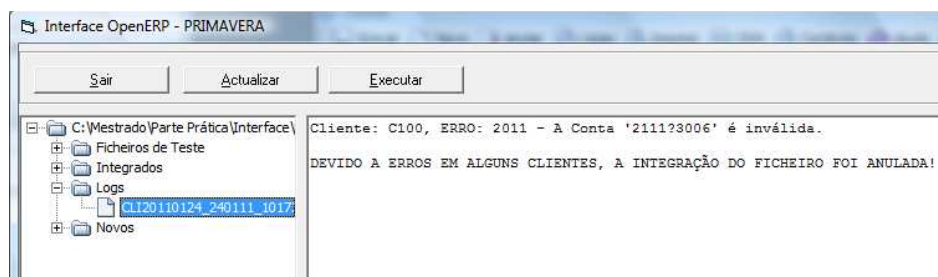 Interface OpenERP - PRIMAVERA
Sair Actualizar Executar
C:\Mestrado\Parte Prática\Interface\
Ficheiros de Teste
Integrados
Logs
CLI20110124_240111_1017
Novos
Cliente: C100, ERRO: 2011 - A Conta '2111?3006' é inválida.
DEVIDO A ERROS EM ALGUNS CLIENTES, A INTEGRAÇÃO DO FICHEIRO FOI ANULADA!